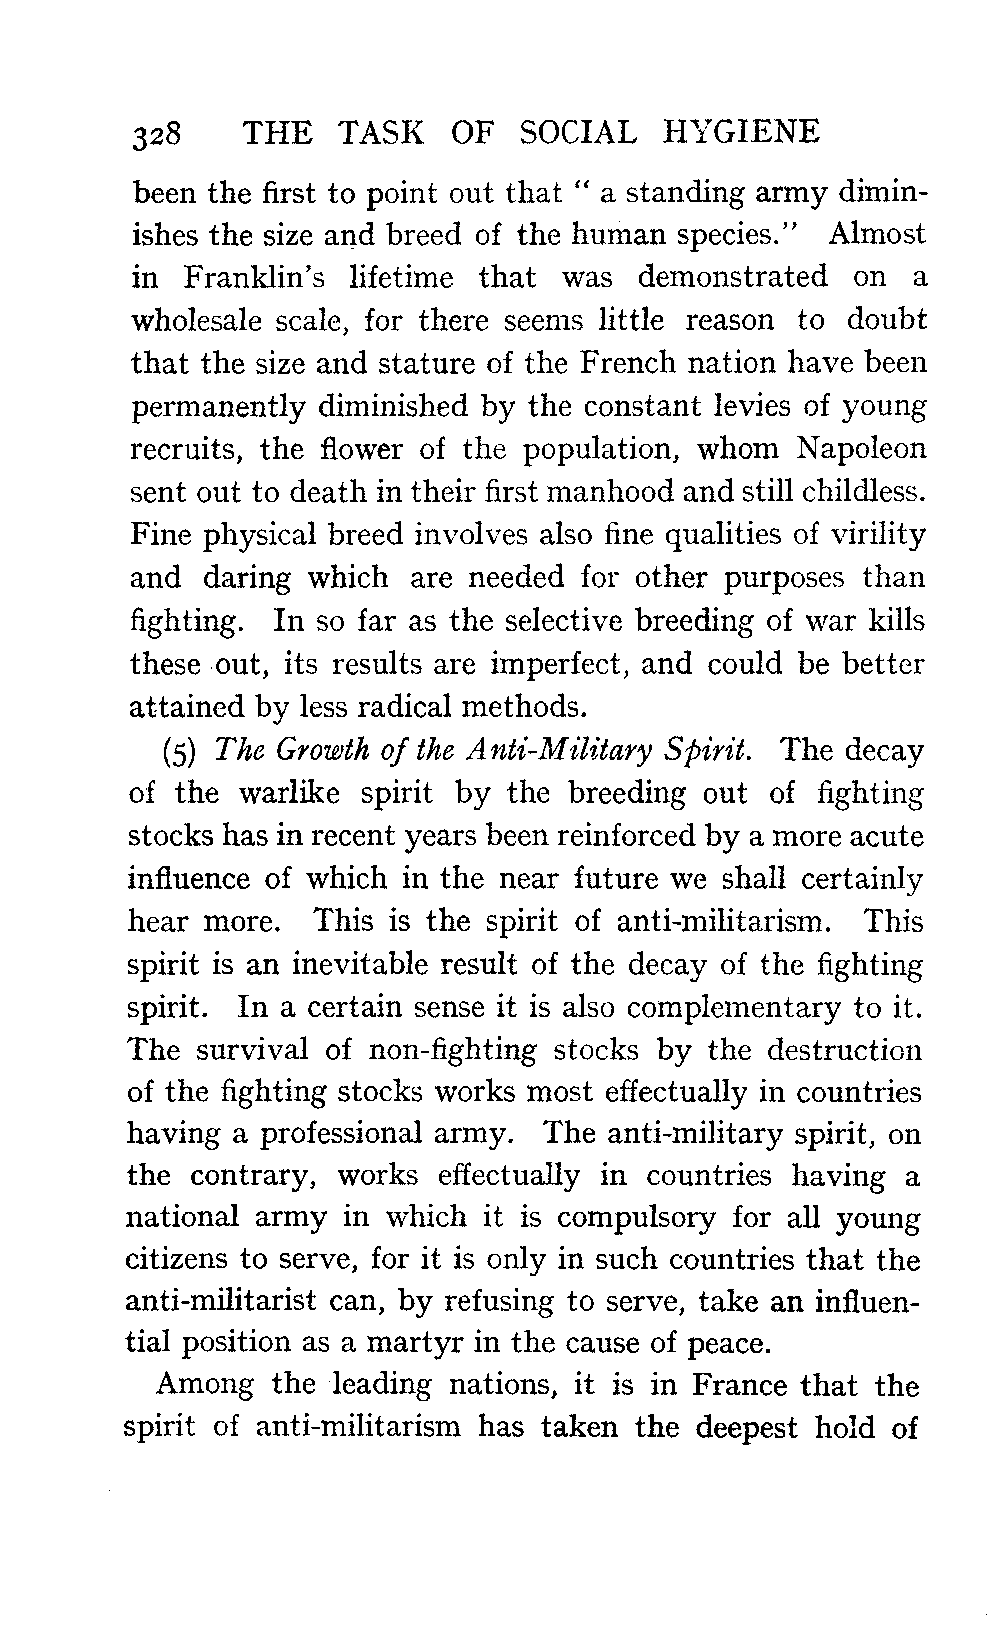 328 THE TASK OF SOCIAL HYGIENE
been the first to point out that " a standing army dimin-
ishes the size and breed of the human species." Almost
in Franklin's lifetime that was demonstrated on a
wholesale scale, for there seems little reason to doubt
that the size and stature of the French nation have been
permanently diminished by the constant levies of young
recruits, the flower of the population, whom Napoleon
sent out to death in their first manhood and still childless.
Fine physical breed involves also fine qualities of virility
and daring which are needed for other purposes than
fighting. In so far as the selective breeding of war kills
these out, its results are imperfect, and could be better
attained by less radical methods.
(5) The Growth of the Anti-Military Spirit. The decay
of the warlike spirit by the breeding out of fighting
stocks has in recent years been reinforced by a more acute
influence of which in the near future we shall certainly
hear more. This is the spirit of anti-militarism. This
spirit is an inevitable result of the decay of the fighting
spirit. In a certain sense it is also complementary to it.
The survival of non-fighting stocks by the destruction
of the fighting stocks works most effectually in countries
having a professional army. The anti-military spirit, on
the contrary, works effectually in countries having a
national army in which it is compulsory for all young
citizens to serve, for it is only in such countries that the
anti-militarist can, by refusing to serve, take an influen-
tial position as a martyr in the cause of peace.
Among the leading nations, it is in France that the
spirit of anti-militarism has taken the deepest hold of